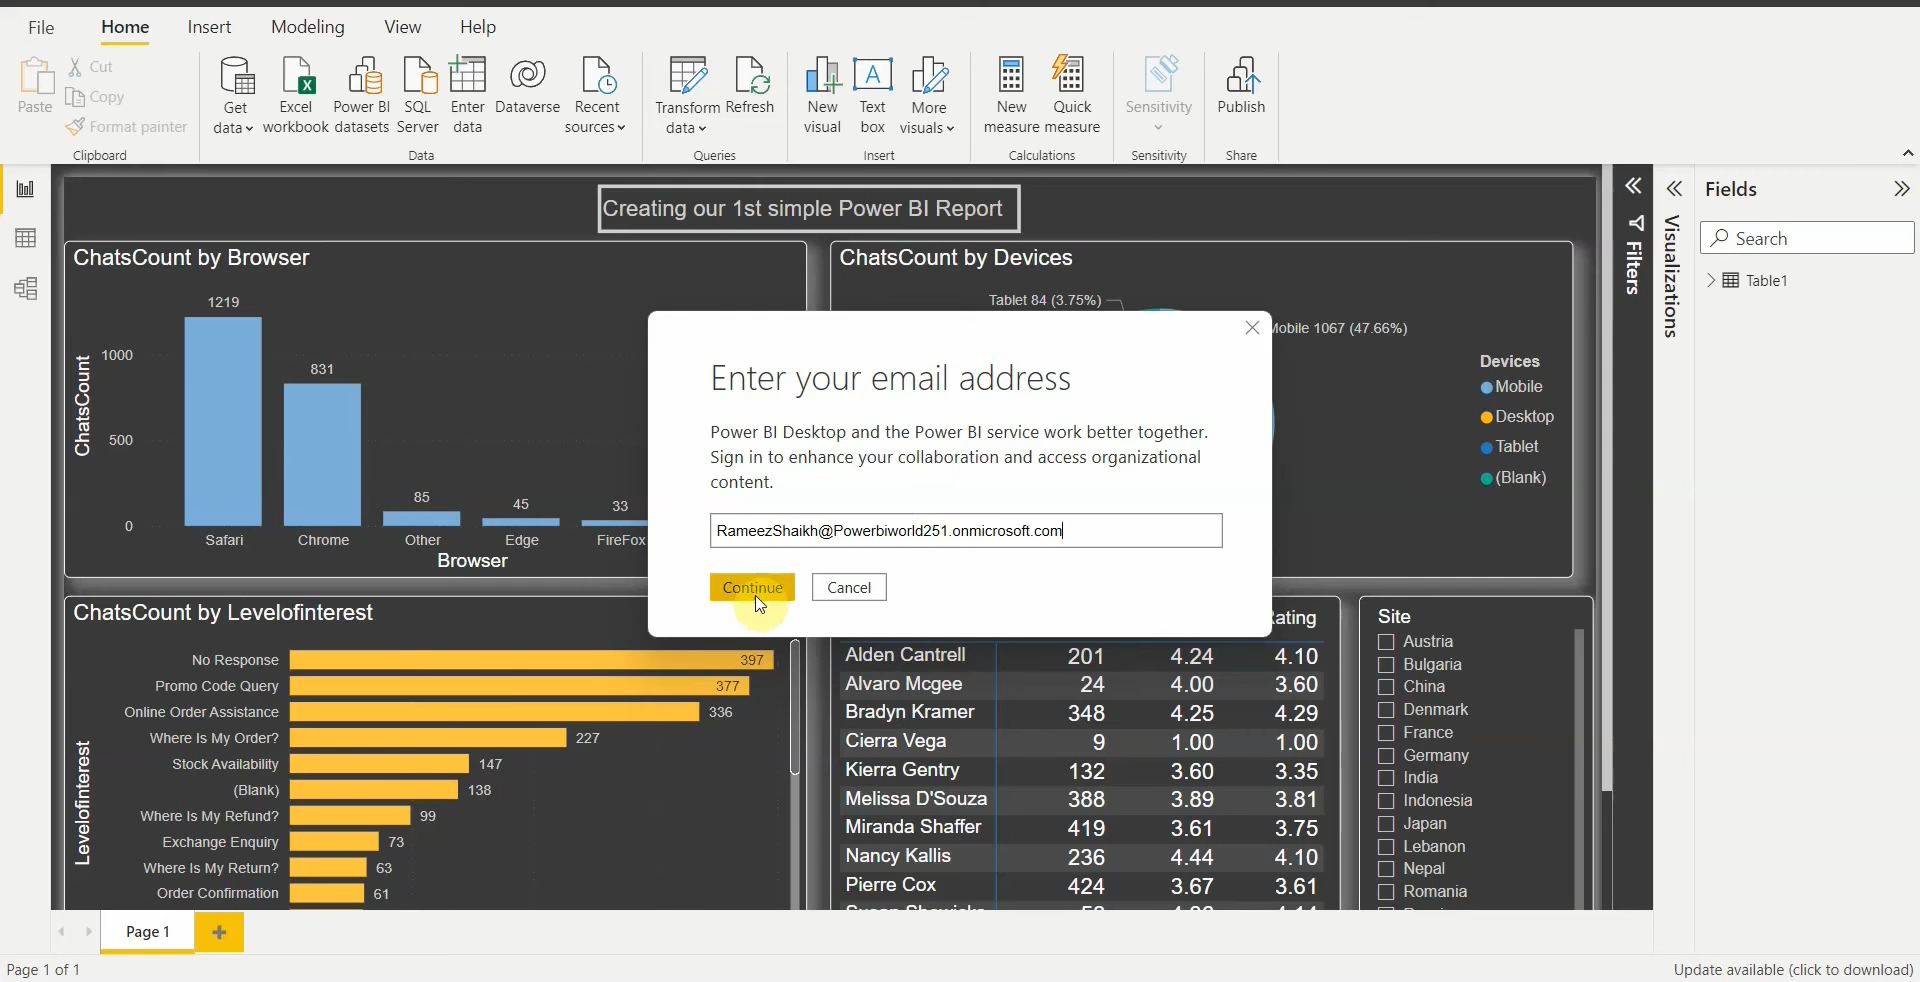 File Home Insert Modeling View Help
Paste
Cut
Copy
Format painter
Clipboard
Get data
Excel workbook
Power BI datasets
SQL Server
Enter data
Dataverse
Recent sources
Data
Transform data
Refresh
Queries
New visual
Text box
More visuals
Insert
New measure
Quick measure
Calculations
Sensitivity
Sensitivity
Publish
Share
Creating our 1st simple Power BI Report
ChatsCount by Browser
ChatsCount
1000
500
0
1219
831
85
45
33
Safari Chrome Other Edge FireFox
Browser
ChatsCount by Devices
Tablet 84 (3.75%)
Mobile 1067 (47.66%)
Devices
Mobile
Desktop
Tablet
(Blank)
Enter your email address
Power BI Desktop and the Power BI service work better together.
Sign in to enhance your collaboration and access organizational
content.
RameezShaikh@Powerbiworld251.onmicrosoft.com
Continue Cancel
ChatsCount by Levelofinterest
Levelofinterest
No Response 397
Promo Code Query 377
Online Order Assistance 336
Where Is My Order? 227
Stock Availability 147
(Blank) 138
Where Is My Refund? 99
Exchange Enquiry 73
Where Is My Return? 63
Order Confirmation 61
Alden Cantrell 201 4.24 4.10
Alvaro Mcgee 24 4.00 3.60
Bradyn Kramer 348 4.25 4.29
Cierra Vega 9 1.00 1.00
Kierra Gentry 132 3.60 3.35
Melissa D'Souza 388 3.89 3.81
Miranda Shaffer 419 3.61 3.75
Nancy Kallis 236 4.44 4.10
Pierre Cox 424 3.67 3.61
Site
Austria
Bulgaria
China
Denmark
France
Germany
India
Indonesia
Japan
Lebanon
Nepal
Romania
Filters
Visualizations
Fields
Search
Table1
Page 1
Page 1 of 1
Update available (click to download)